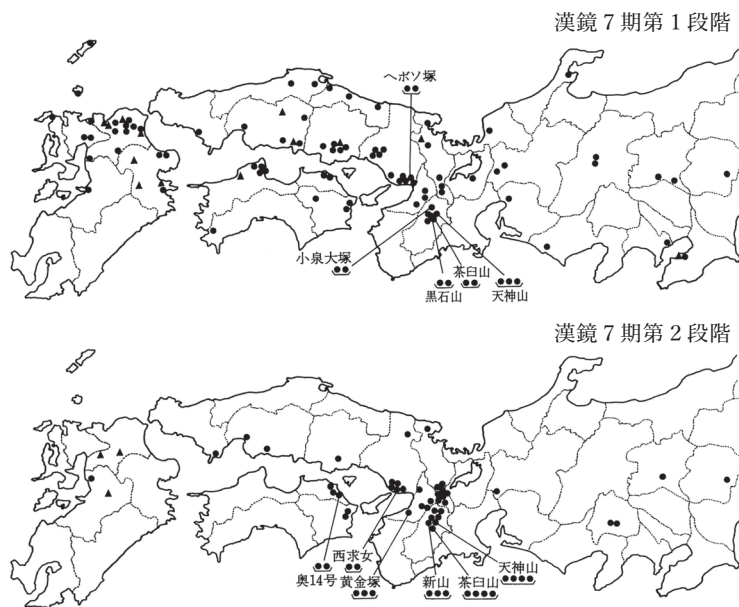 漢鏡7期第1段階
ヘボソ塚
小泉大塚
茶臼山
黒石山
天神山
漢鏡7期第2段階
西求女
奥14号
黄金塚
新山
茶臼山
天神山